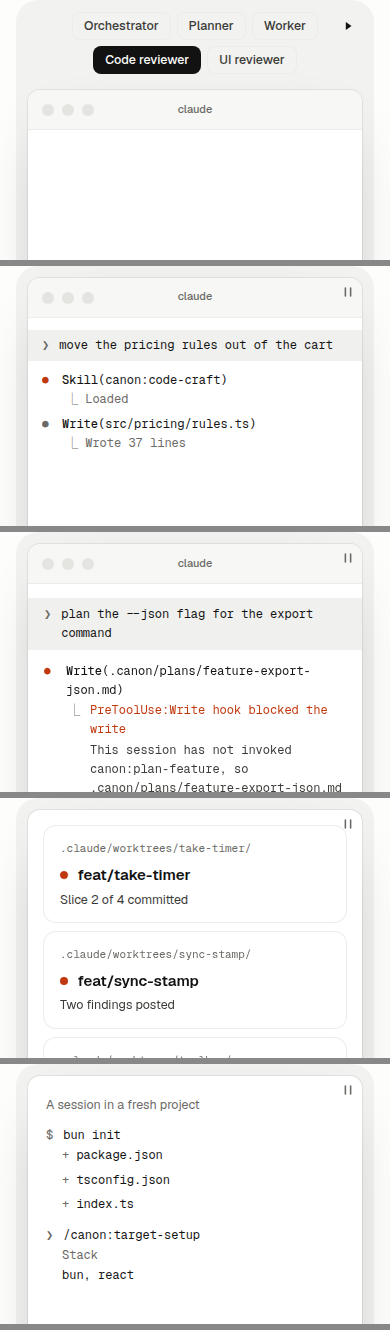 Orchestrator Planner Worker
Code reviewer UI reviewer
claude
claude
❯ move the pricing rules out of the cart
● Skill(canon:code-craft)
⎿ Loaded
● Write(src/pricing/rules.ts)
⎿ Wrote 37 lines
claude
❯ plan the --json flag for the export
command
● Write(.canon/plans/feature-export-
json.md)
⎿ PreToolUse:Write hook blocked the
write
This session has not invoked
canon:plan-feature, so
.canon/plans/feature-export-json.md
.claude/worktrees/take-timer/
feat/take-timer
Slice 2 of 4 committed
.claude/worktrees/sync-stamp/
feat/sync-stamp
Two findings posted
A session in a fresh project
$ bun init
+ package.json
+ tsconfig.json
+ index.ts
❯ /canon:target-setup
Stack
bun, react